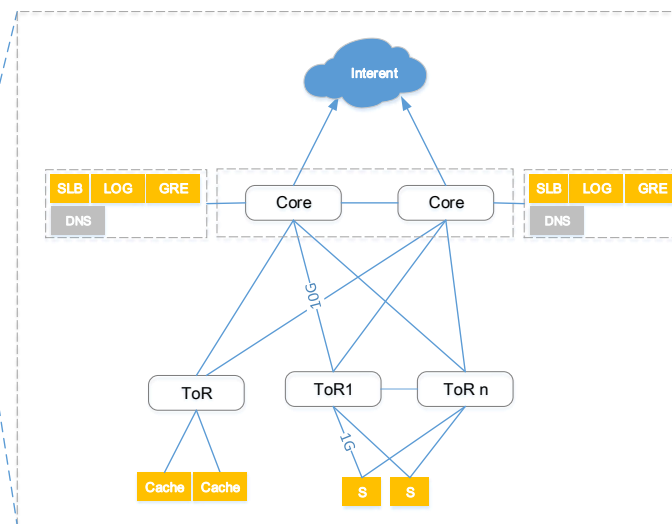 Interent
SLB LOG GRE
DNS
Core
Core
SLB LOG GRE
DNS
10G
ToR
ToR1
ToR n
1G
Cache Cache
S S